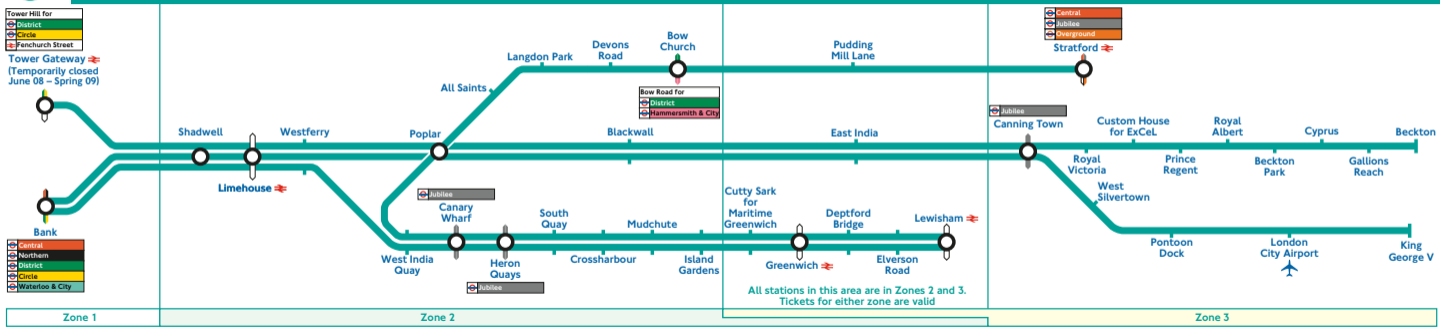 Tower Hill for
District
Circle
Fenchurch Street
Tower Gateway
(Temporarily closed
June 08 – Spring 09)
Bank
Central
Northern
District
Circle
Waterloo & City
Shadwell
Limehouse
Westferry
Poplar
All Saints
Langdon Park
Devons
Road
Bow
Church
Bow Road for
District
Hammersmith & City
Pudding
Mill Lane
Central
Jubilee
Overground
Stratford
Blackwall
East India
Jubilee
Canning Town
Royal
Victoria
Custom House
for ExCeL
Prince
Regent
Royal
Albert
Beckton
Park
Cyprus
Gallions
Reach
Beckton
West
Silvertown
Pontoon
Dock
London
City Airport
King
George V
West India
Quay
Jubilee
Canary
Wharf
Heron
Quays
Jubilee
South
Quay
Crossharbour
Mudchute
Island
Gardens
Cutty Sark
for
Maritime
Greenwich
Greenwich
Deptford
Bridge
Elverson
Road
Lewisham
All stations in this area are in Zones 2 and 3.
Tickets for either zone are valid
Zone 1
Zone 2
Zone 3